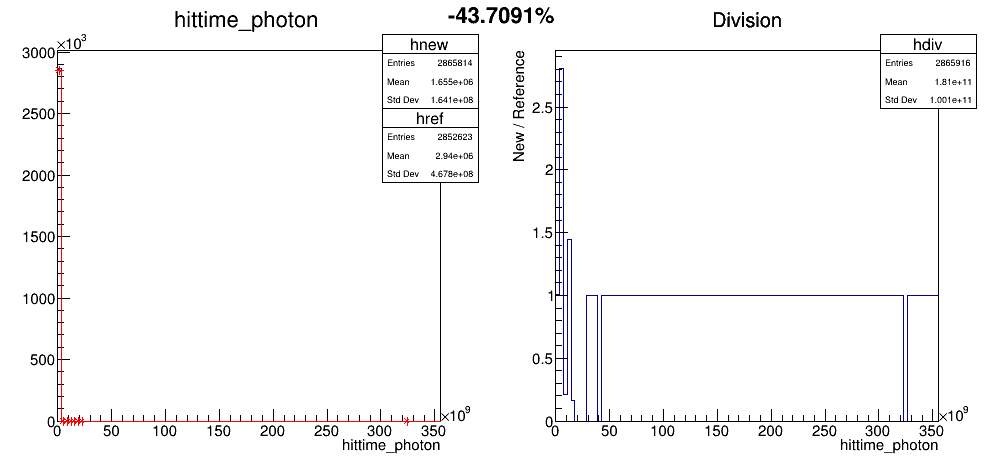 -43.7091%
hittime_photon
×10³
3000
2500
2000
1500
1000
500
0
0 50 100 150 200 250 300 350
×10⁹
hittime_photon
hnew
Entries 2865814
Mean 1.655e+06
Std Dev 1.641e+08
href
Entries 2852623
Mean 2.94e+06
Std Dev 4.678e+08
Division
New / Reference
2.5
2
1.5
1
0.5
0
0 50 100 150 200 250 300 350
×10⁹
hittime_photon
hdiv
Entries 2865916
Mean 1.81e+11
Std Dev 1.001e+11